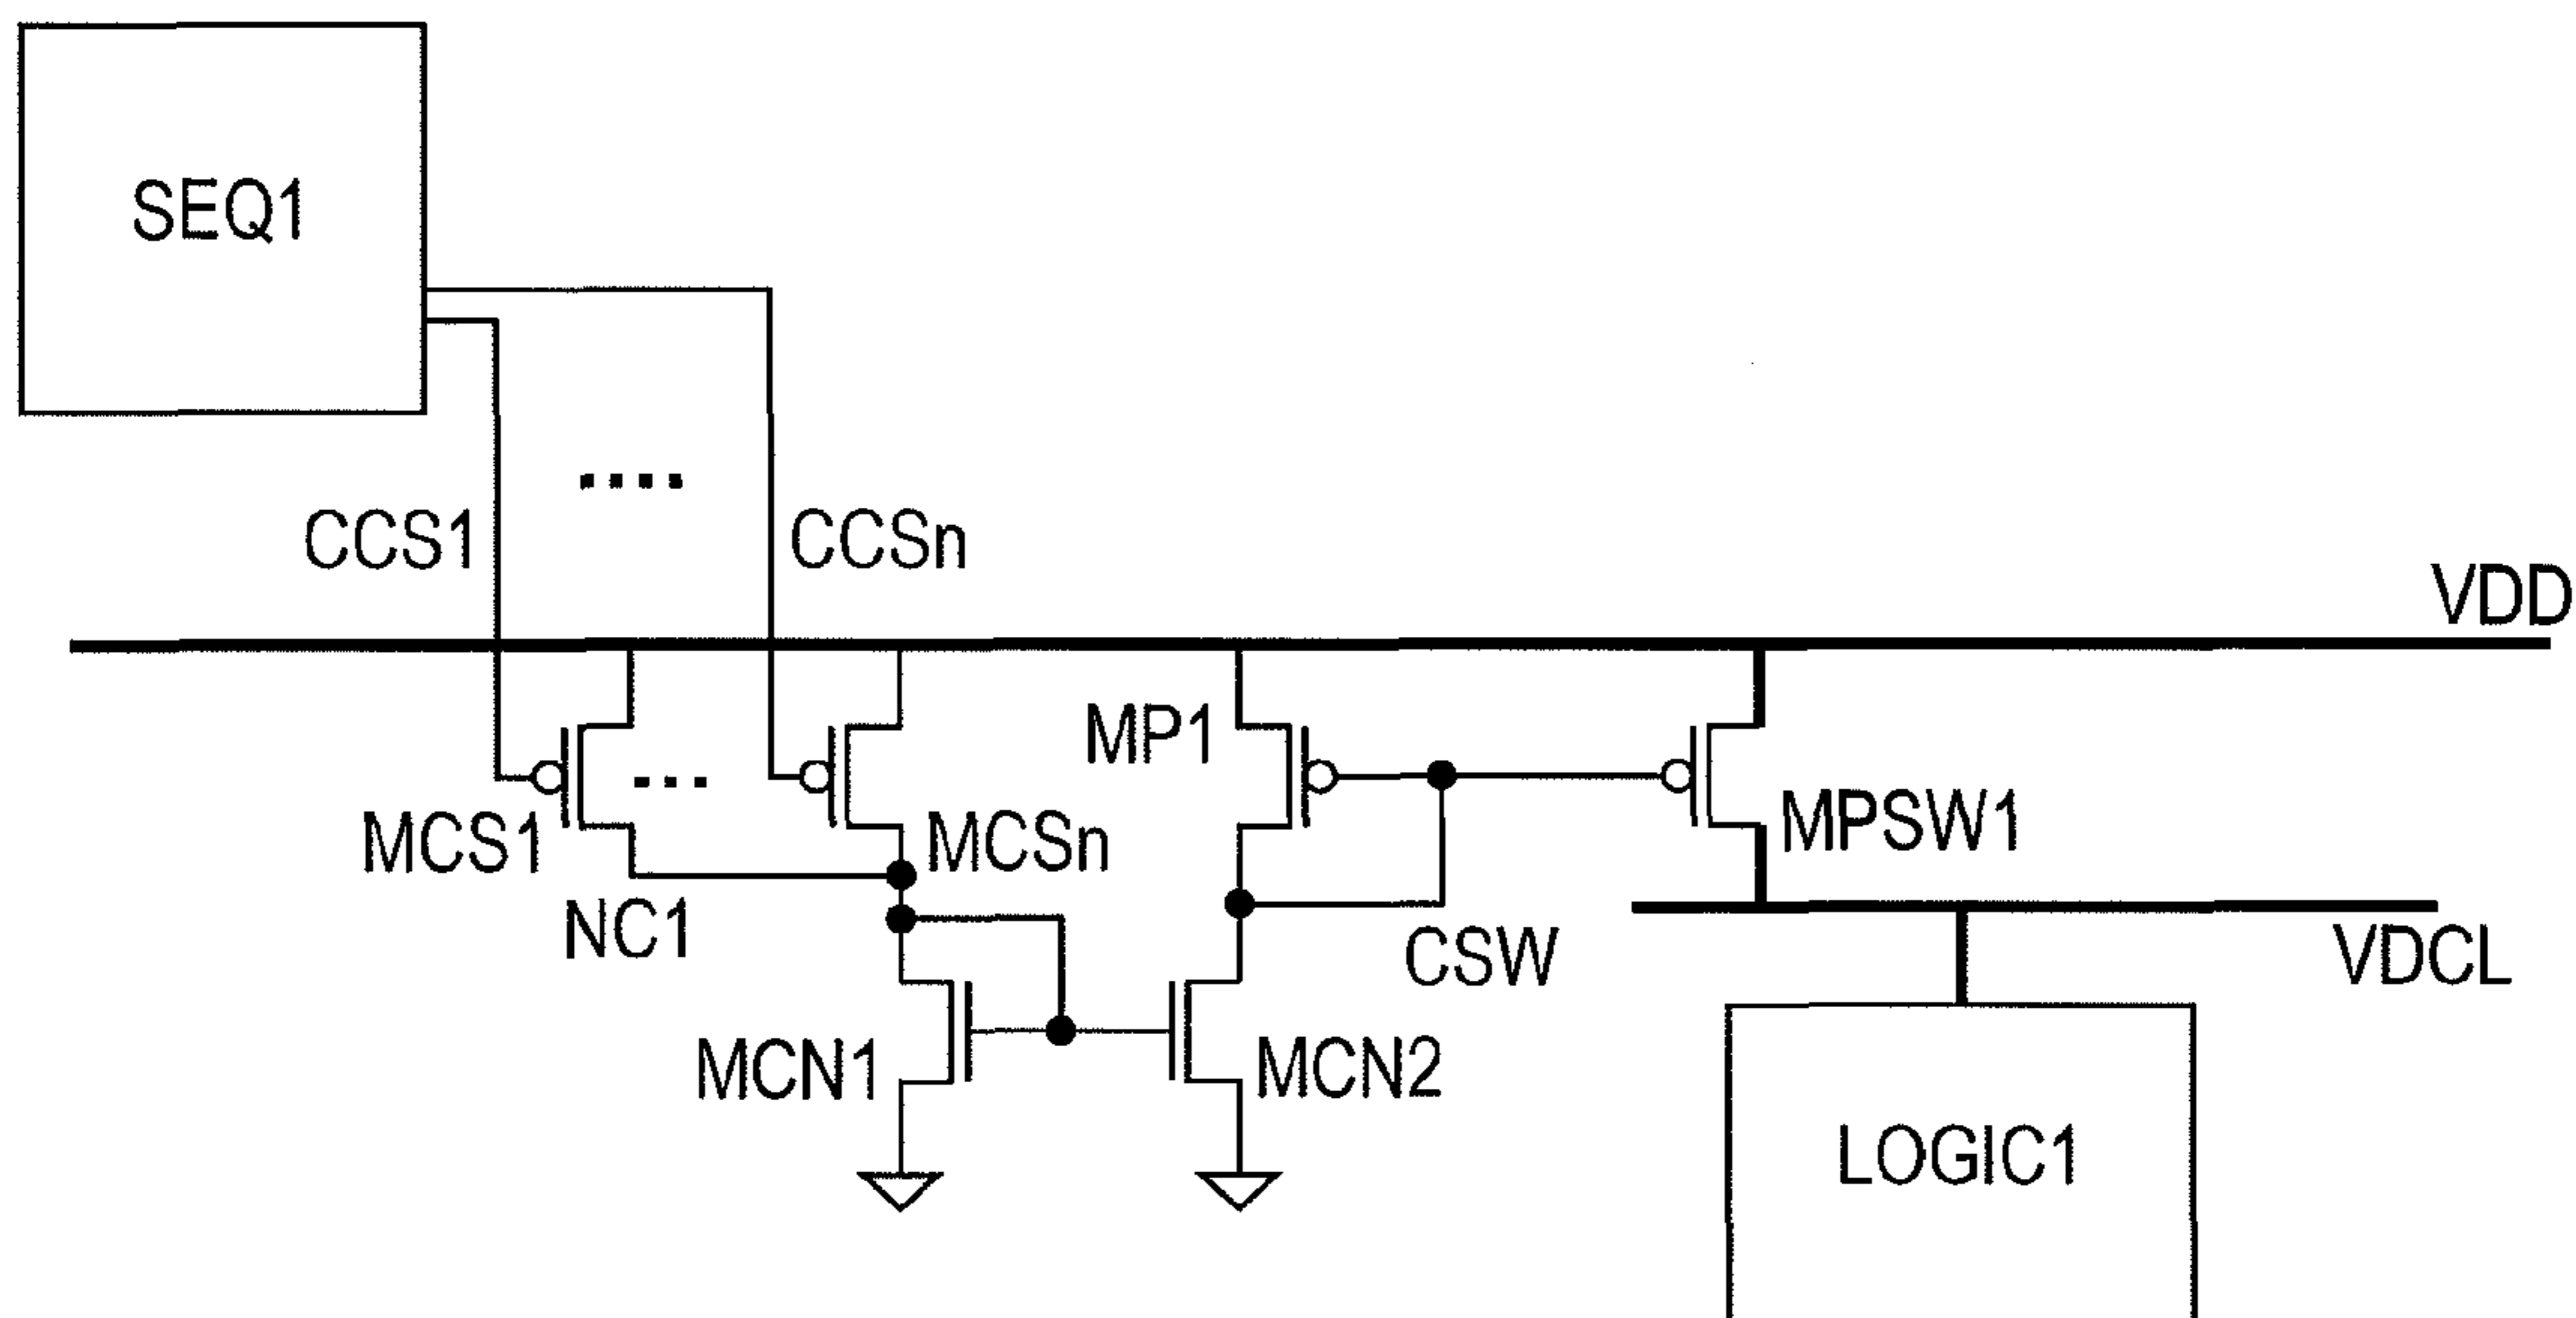 SEQ1
CCS1
....
CCSn
VDD
MP1
...
MCS1
MCSn
MPSW1
NC1
CSW
VDCL
MCN1
MCN2
LOGIC1